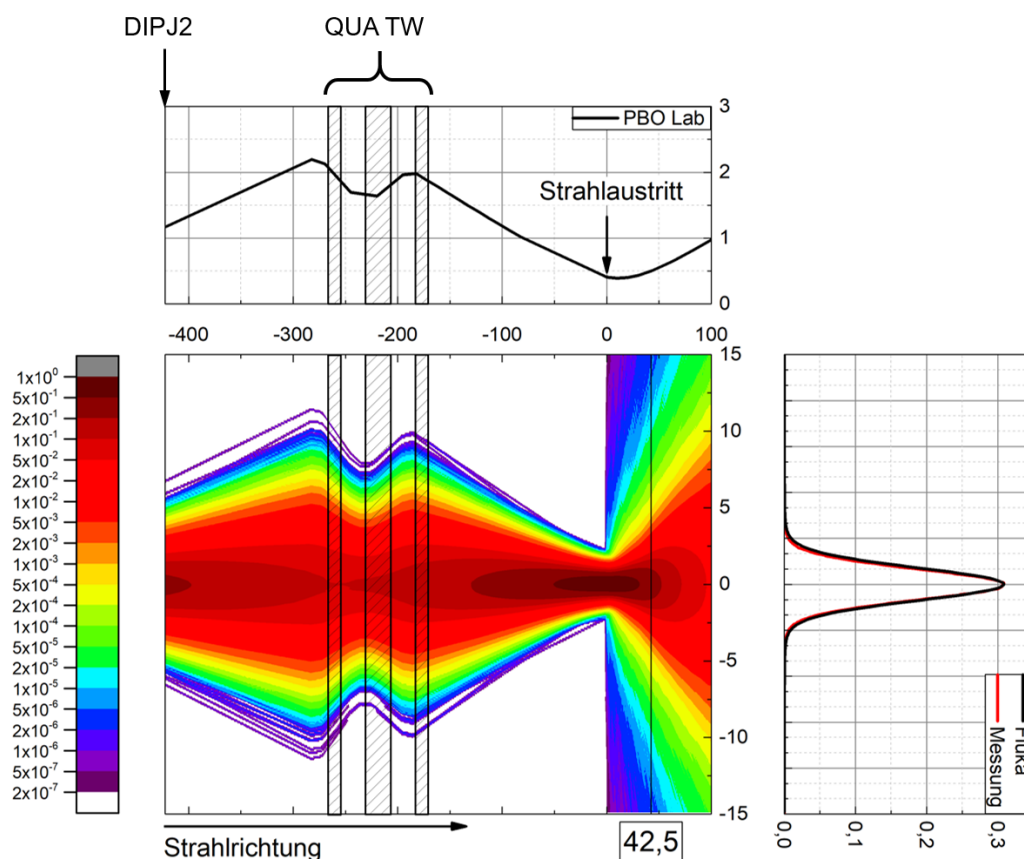 DIPJ2
QUA TW
PBO Lab
Strahlaustritt
3
2
1
0
-400
-300
-200
-100
0
100
1x10⁰
5x10⁻¹
2x10⁻¹
1x10⁻¹
5x10⁻²
2x10⁻²
1x10⁻²
5x10⁻³
2x10⁻³
1x10⁻³
5x10⁻⁴
2x10⁻⁴
1x10⁻⁴
5x10⁻⁵
2x10⁻⁵
1x10⁻⁵
5x10⁻⁶
2x10⁻⁶
1x10⁻⁶
5x10⁻⁷
2x10⁻⁷
15
10
5
0
-5
-10
-15
Strahlrichtung
42,5
Fluka
Messung
0,0
0,1
0,2
0,3